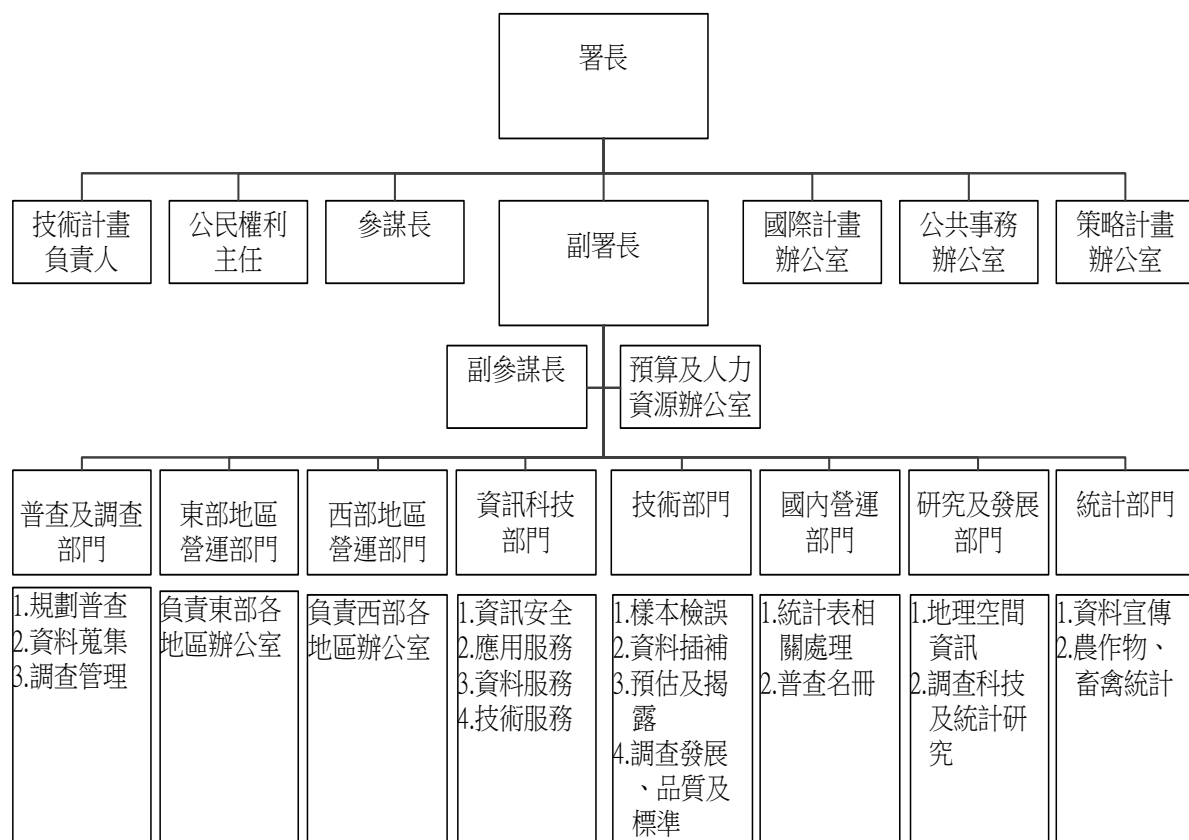 署長
技術計畫
負責人
公民權利
主任
參謀長
副署長
國際計畫
辦公室
公共事務
辦公室
策略計畫
辦公室
副參謀長
預算及人力
資源辦公室
普查及調查
部門
東部地區
營運部門
西部地區
營運部門
資訊科技
部門
技術部門
國內營運
部門
研究及發展
部門
統計部門
1.規劃普查
2.資料蒐集
3.調查管理
負責東部各
地區辦公室
負責西部各
地區辦公室
1.資訊安全
2.應用服務
3.資料服務
4.技術服務
1.樣本檢誤
2.資料插補
3.預估及揭
露
4.調查發展
、品質及
標準
1.統計表相
關處理
2.普查名冊
1.地理空間
資訊
2.調查科技
及統計研
究
1.資料宣傳
2.農作物、
畜禽統計